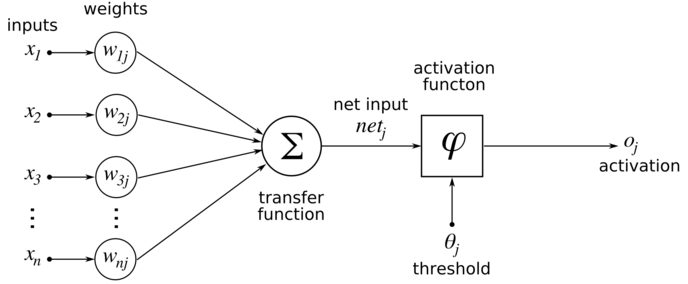 inputs
weights
x₁
w₁ⱼ
x₂
w₂ⱼ
x₃
w₃ⱼ
⋮
⋮
xₙ
wₙⱼ
Σ
transfer
function
net input
netⱼ
activation
functon
φ
θⱼ
threshold
oⱼ
activation